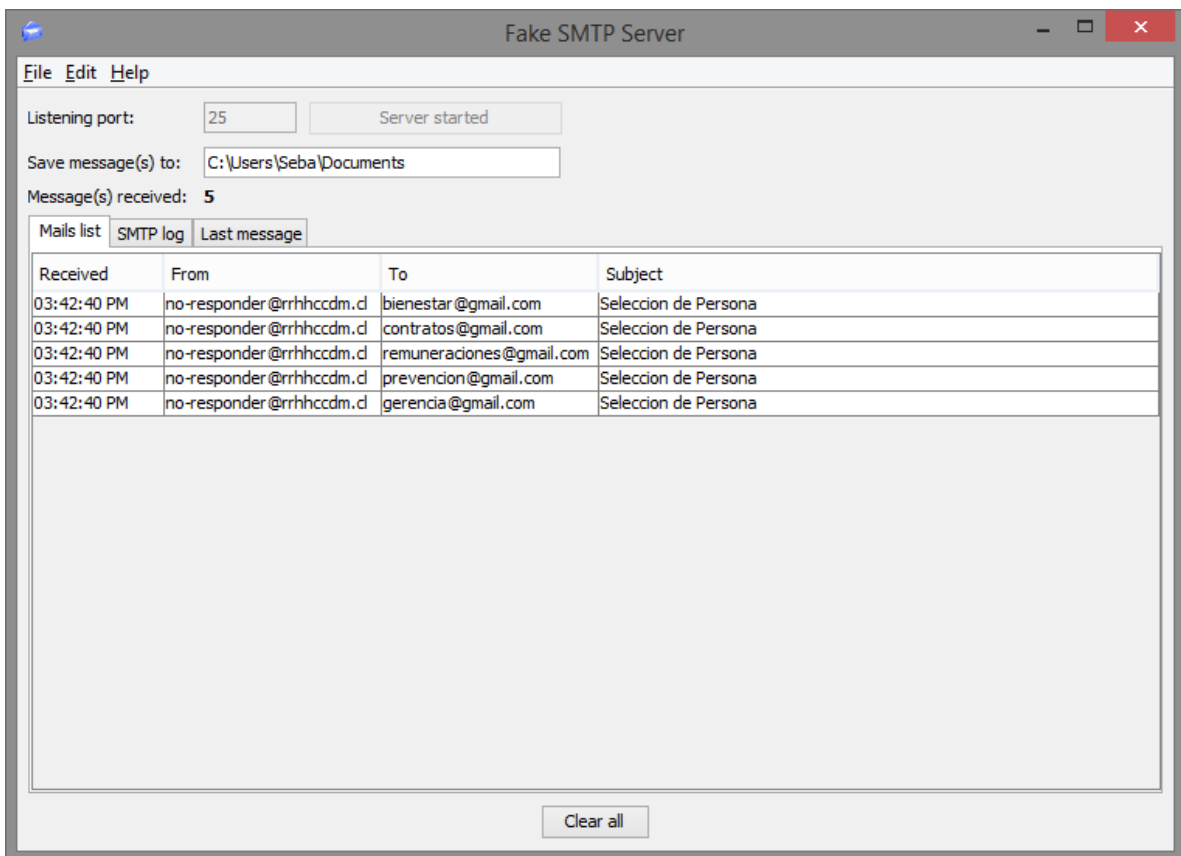 Fake SMTP Server
File Edit Help
Listening port: 25 Server started
Save message(s) to: C:\Users\Seba\Documents
Message(s) received: 5
Mails list SMTP log Last message
Received From To Subject
03:42:40 PM no-responder@rrhhccdm.cl bienestar@gmail.com Seleccion de Persona
03:42:40 PM no-responder@rrhhccdm.cl contratos@gmail.com Seleccion de Persona
03:42:40 PM no-responder@rrhhccdm.cl remuneraciones@gmail.com Seleccion de Persona
03:42:40 PM no-responder@rrhhccdm.cl prevencion@gmail.com Seleccion de Persona
03:42:40 PM no-responder@rrhhccdm.cl gerencia@gmail.com Seleccion de Persona
Clear all